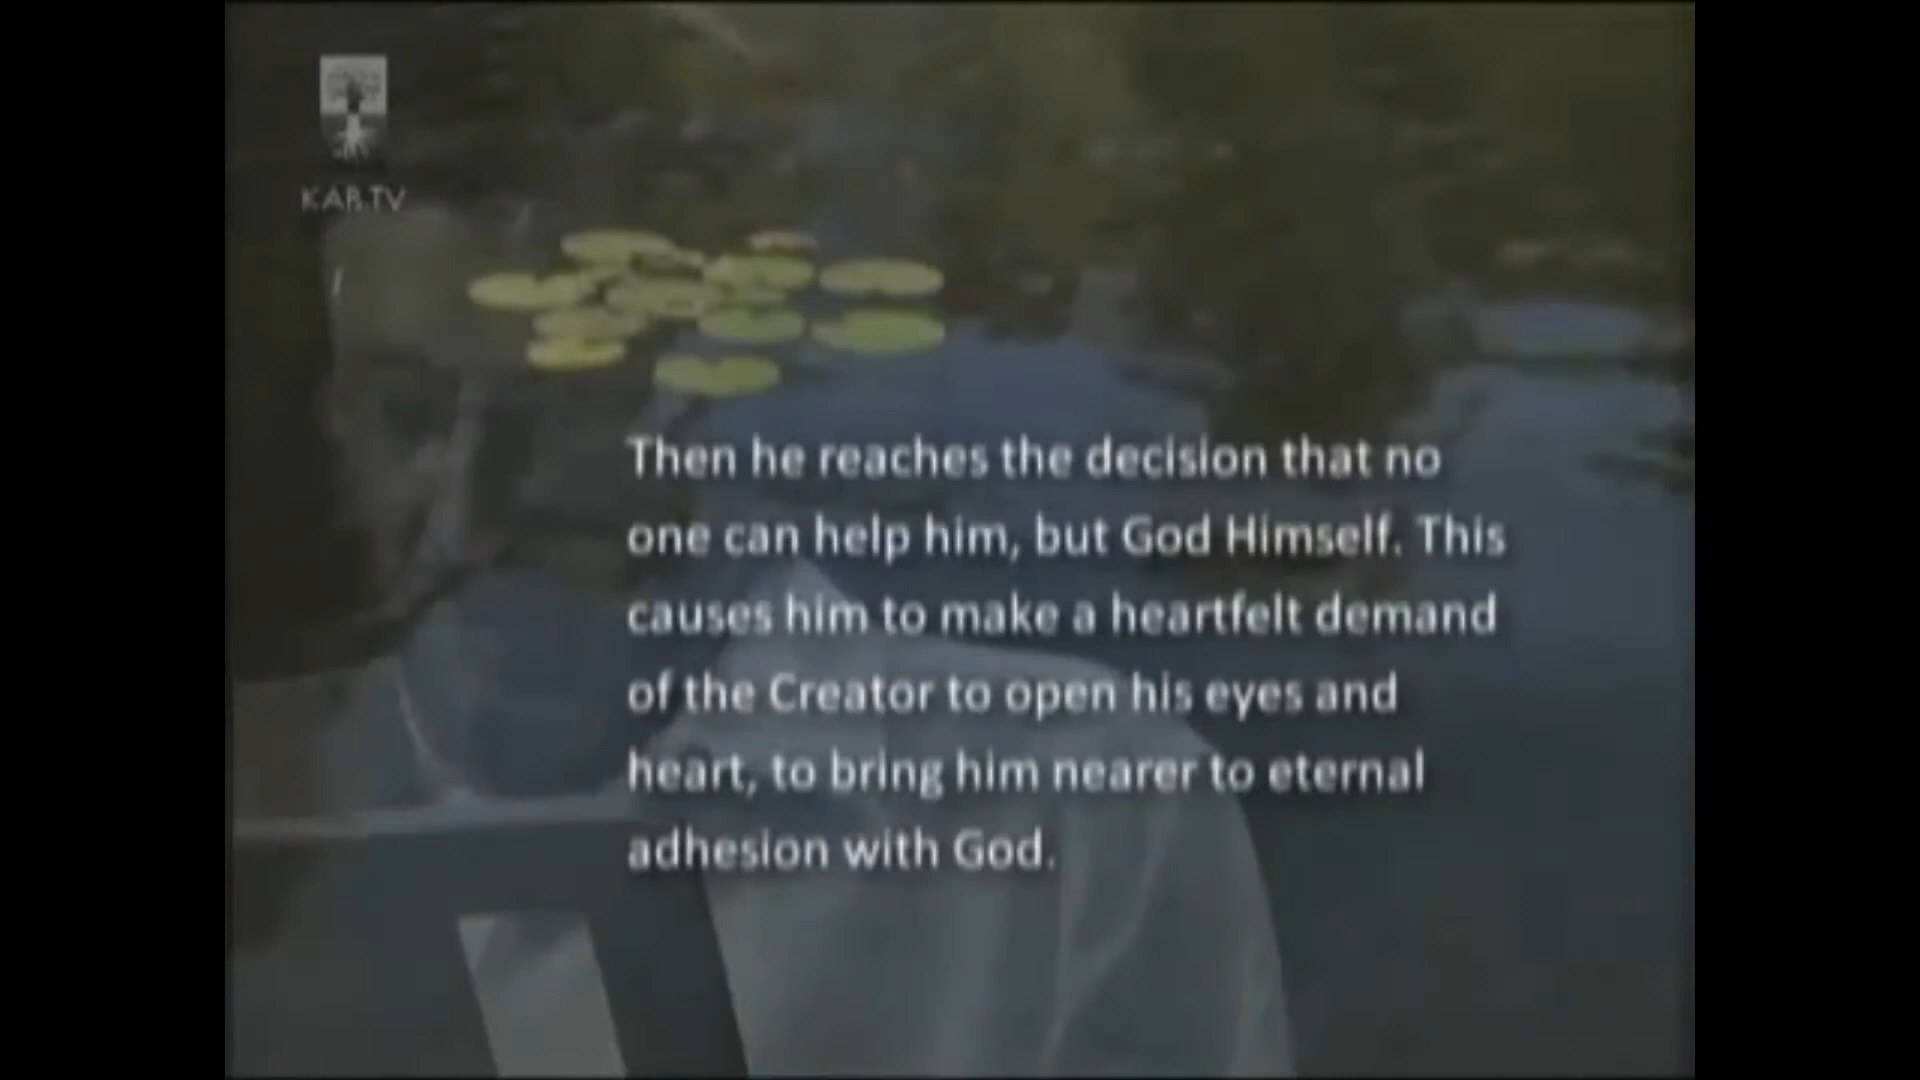 KAB.TV
Then he reaches the decision that no
one can help him, but God Himself. This
causes him to make a heartfelt demand
of the Creator to open his eyes and
heart, to bring him nearer to eternal
adhesion with God.